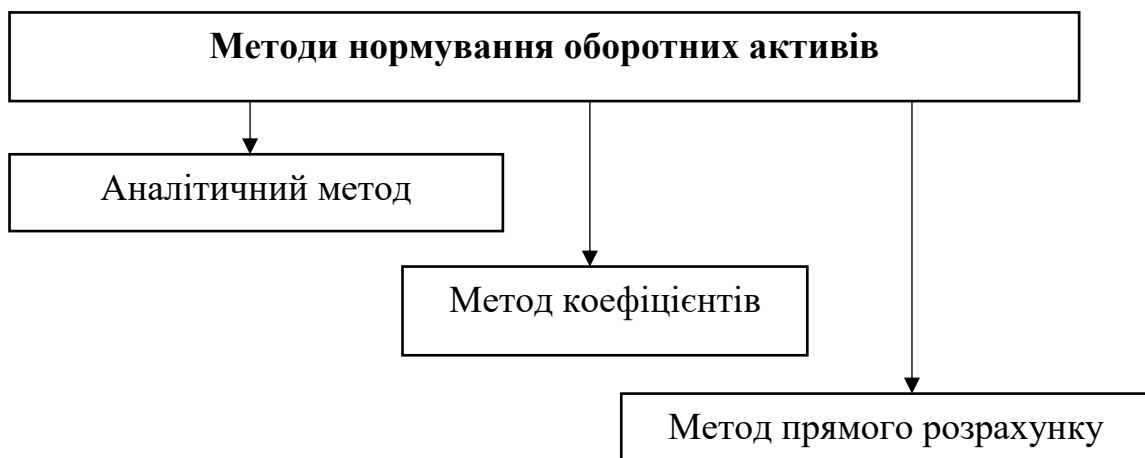 Методи нормування оборотних активів
Аналітичний метод
Метод коефіцієнтів
Метод прямого розрахунку